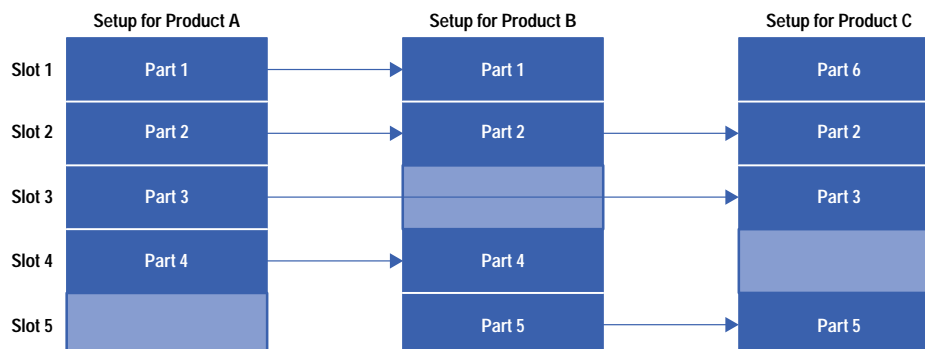 Setup for Product A Setup for Product B Setup for Product C
Slot 1 Part 1 Part 1 Part 6
Slot 2 Part 2 Part 2 Part 2
Slot 3 Part 3 Part 3
Slot 4 Part 4 Part 4
Slot 5 Part 5 Part 5